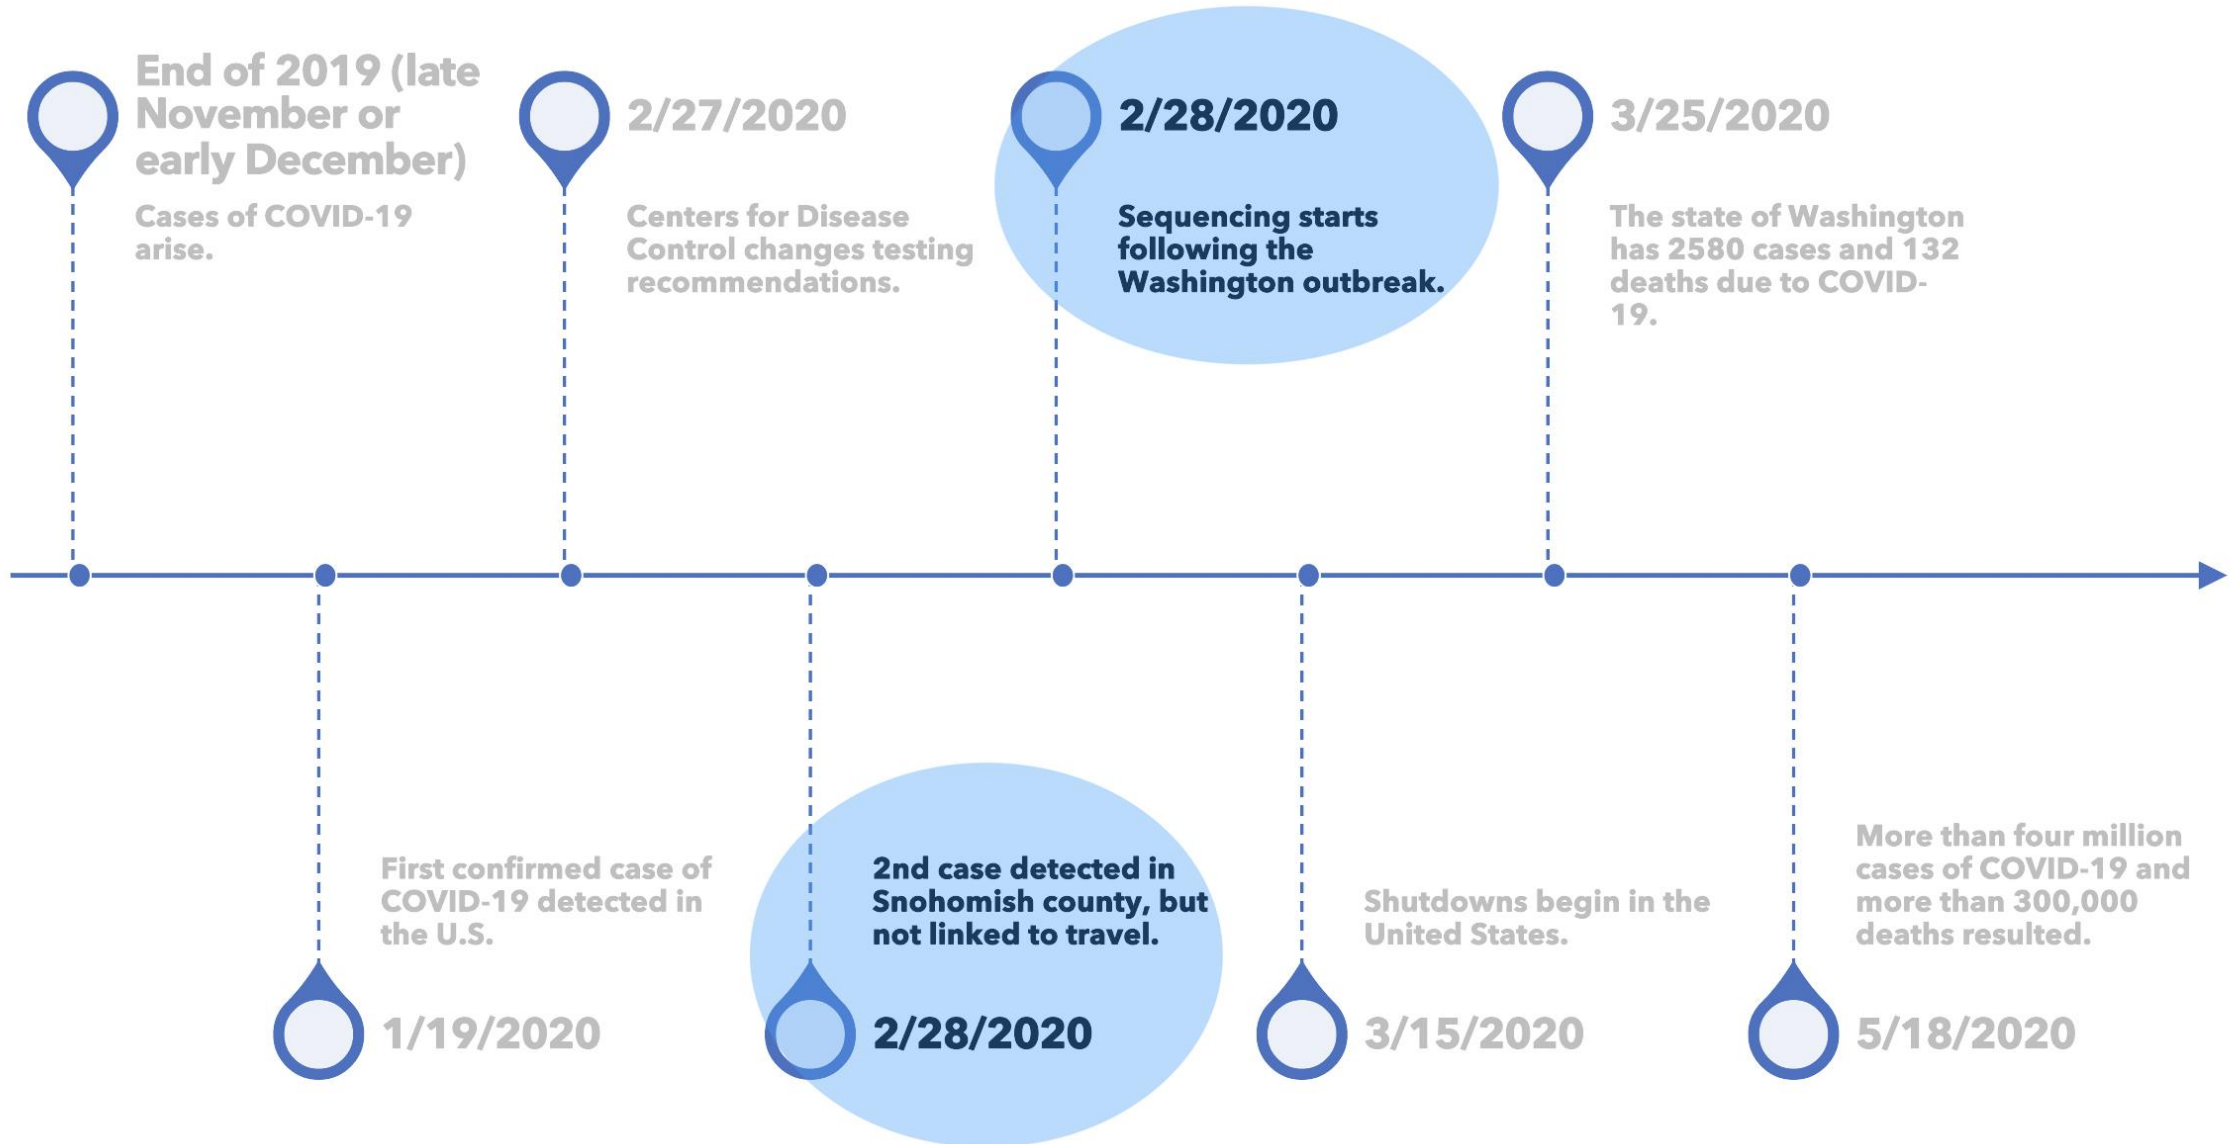 End of 2019 (late
November or
early December)
Cases of COVID-19
arise.
2/27/2020
Centers for Disease
Control changes testing
recommendations.
2/28/2020
Sequencing starts
following the
Washington outbreak.
3/25/2020
The state of Washington
has 2580 cases and 132
deaths due to COVID-
19.
First confirmed case of
COVID-19 detected in
the U.S.
1/19/2020
2nd case detected in
Snohomish county, but
not linked to travel.
2/28/2020
Shutdowns begin in the
United States.
3/15/2020
More than four million
cases of COVID-19 and
more than 300,000
deaths resulted.
5/18/2020